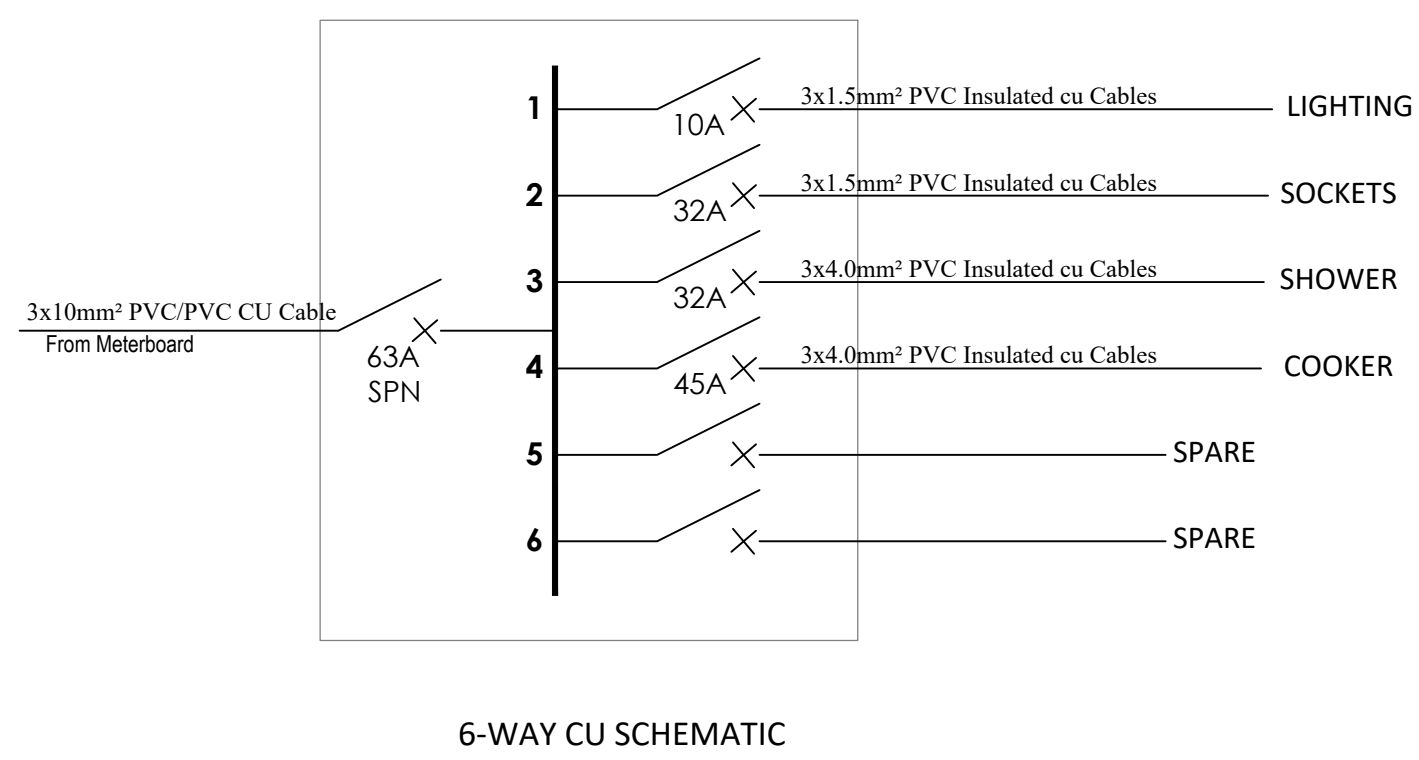 1
3x1.5mm² PVC Insulated cu Cables
LIGHTING
10A
2
3x1.5mm² PVC Insulated cu Cables
SOCKETS
32A
3
3x4.0mm² PVC Insulated cu Cables
SHOWER
32A
3x10mm² PVC/PVC CU Cable
From Meterboard
63A
SPN
4
3x4.0mm² PVC Insulated cu Cables
COOKER
45A
5
SPARE
6
SPARE
6-WAY CU SCHEMATIC